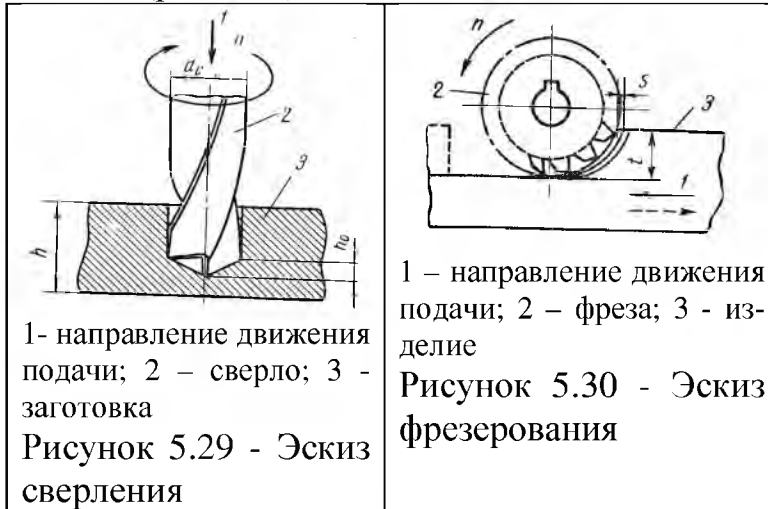 1
n
d_c
2
3
h
h_0
1- направление движения
подачи; 2 – сверло; 3 -
заготовка
Рисунок 5.29 - Эскиз
сверления
n
2
S
3
t
1
1 – направление движения
подачи; 2 – фреза; 3 - из-
делие
Рисунок 5.30 - Эскиз
фрезерования